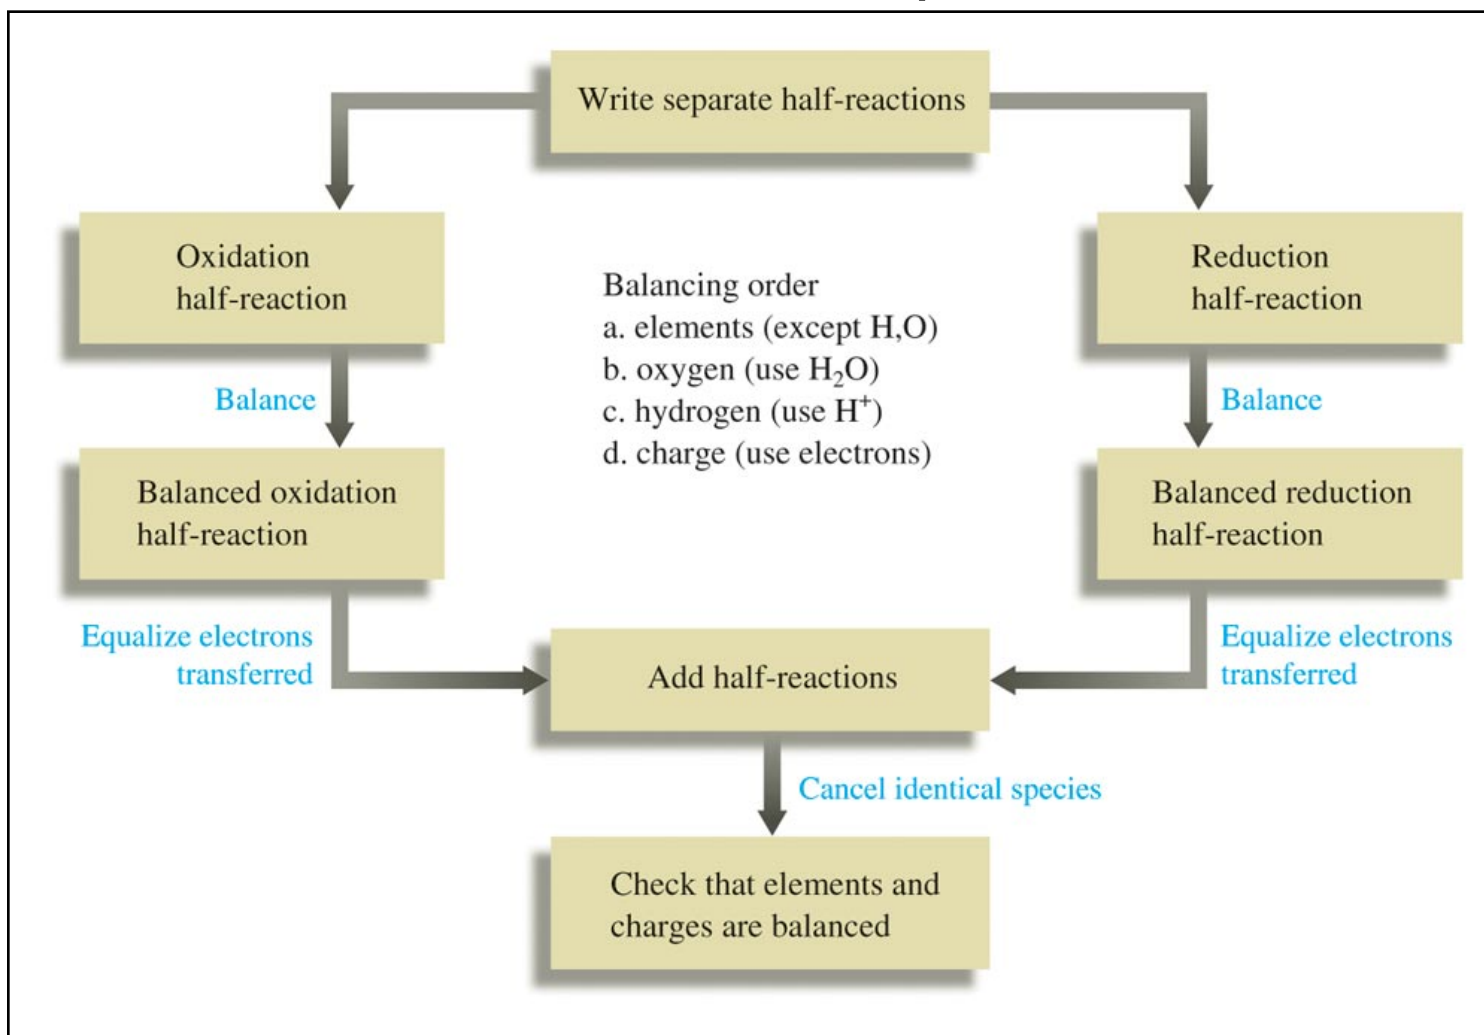 Write separate half-reactions
Oxidation
half-reaction
Reduction
half-reaction
Balancing order
a. elements (except H,O)
b. oxygen (use H₂O)
c. hydrogen (use H⁺)
d. charge (use electrons)
Balance
Balance
Balanced oxidation
half-reaction
Balanced reduction
half-reaction
Equalize electrons
transferred
Equalize electrons
transferred
Add half-reactions
Cancel identical species
Check that elements and
charges are balanced